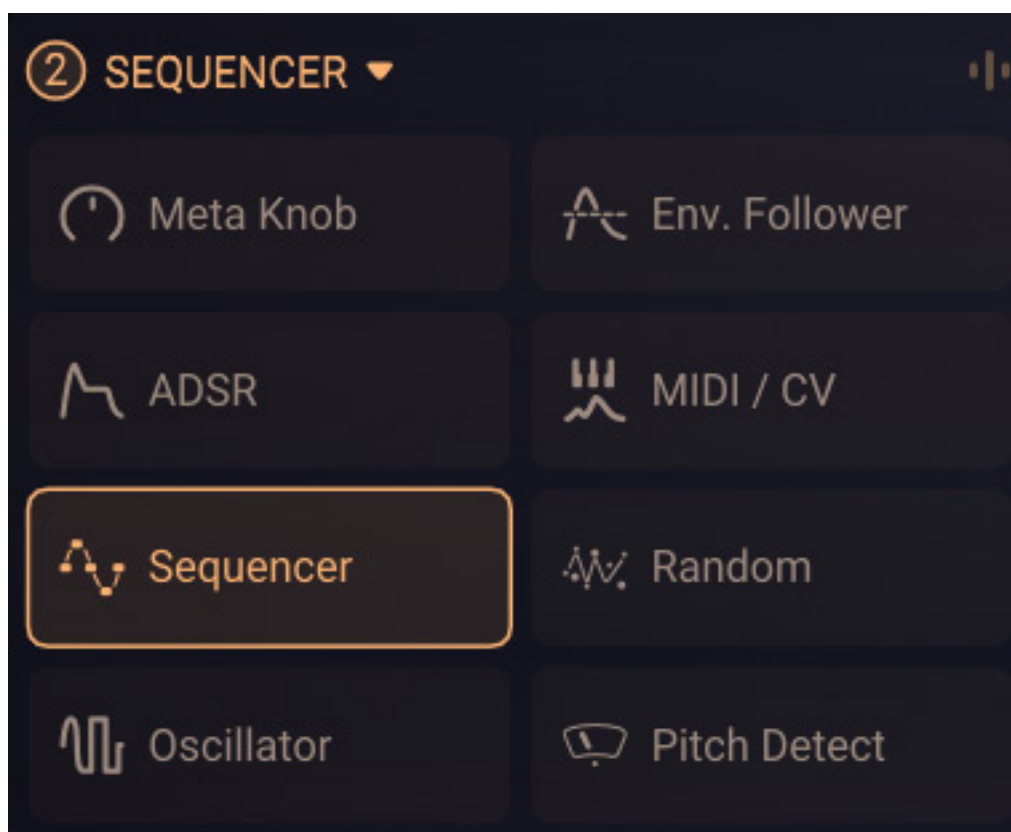 2 SEQUENCER
Meta Knob
Env. Follower
ADSR
MIDI / CV
Sequencer
Random
Oscillator
Pitch Detect